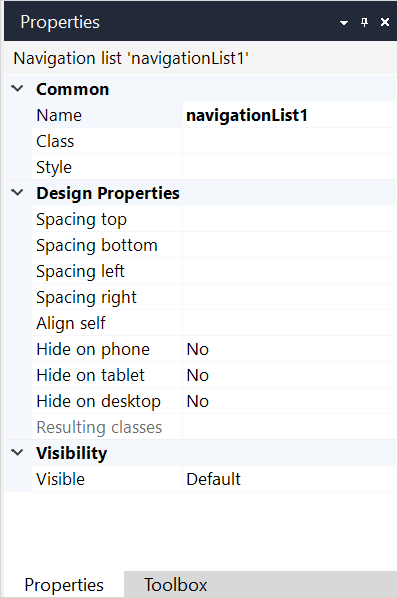 Properties
Navigation list 'navigationList1'
Common
Name navigationList1
Class
Style
Design Properties
Spacing top
Spacing bottom
Spacing left
Spacing right
Align self
Hide on phone No
Hide on tablet No
Hide on desktop No
Resulting classes
Visibility
Visible Default
Properties Toolbox